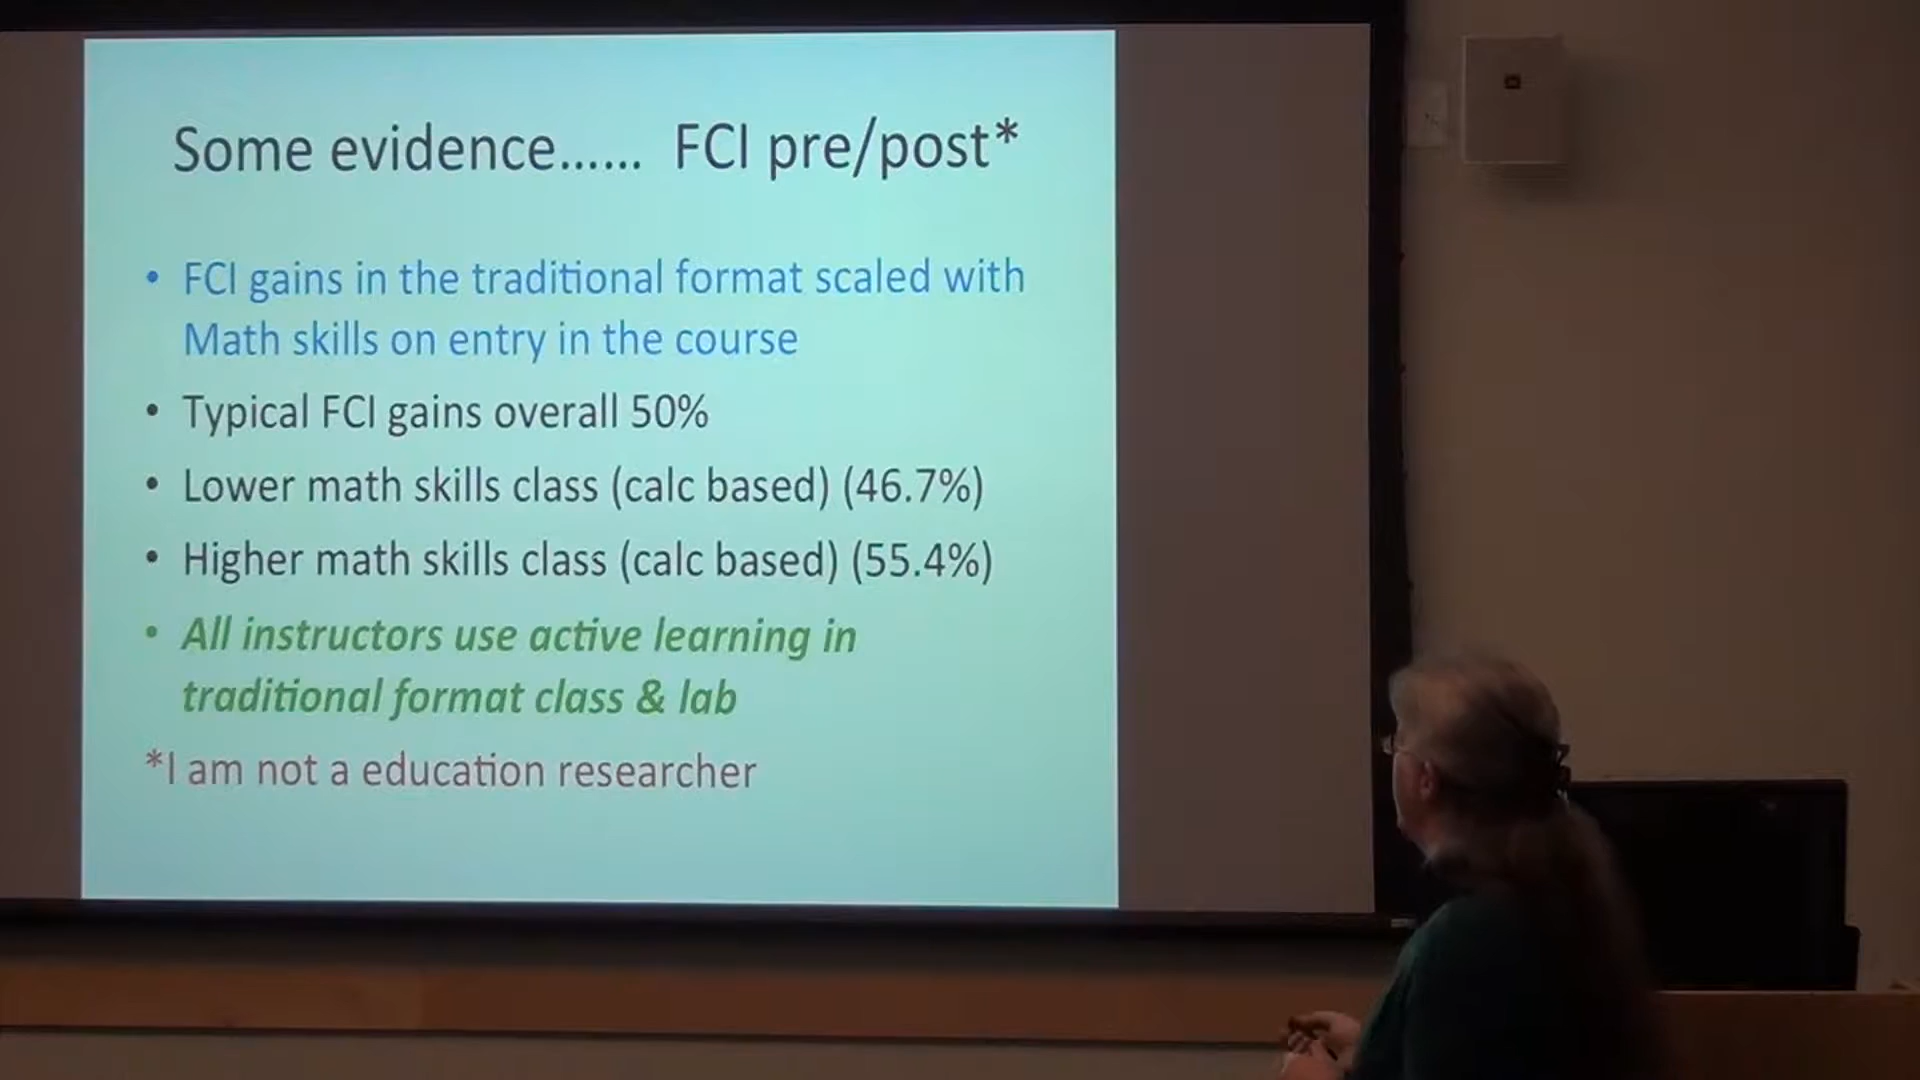 Some evidence...... FCI pre/post*
• FCI gains in the traditional format scaled with
Math skills on entry in the course
• Typical FCI gains overall 50%
• Lower math skills class (calc based) (46.7%)
• Higher math skills class (calc based) (55.4%)
• All instructors use active learning in
traditional format class & lab
*I am not a education researcher